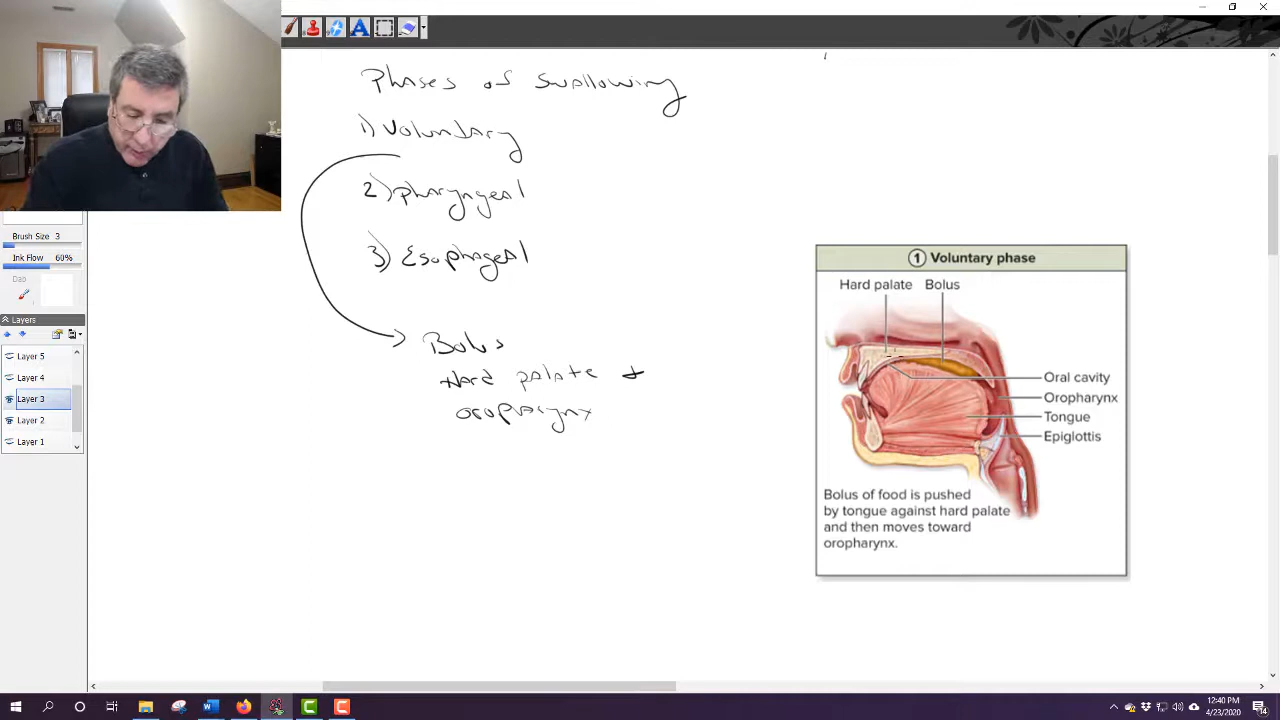 Phases of Swallowing
1) Voluntary
2) pharyngeal
3) Esophageal
Bolus
Hard palate +
oropharynx
1 Voluntary phase
Hard palate Bolus
Oral cavity
Oropharynx
Tongue
Epiglottis
Bolus of food is pushed
by tongue against hard palate
and then moves toward
oropharynx.
Brush Size 3
Ink Flow 60%
Layers
Layer 5
Layer 4
Layer 3
Layer 2
Layer 1
12:40 PM
4/23/2020